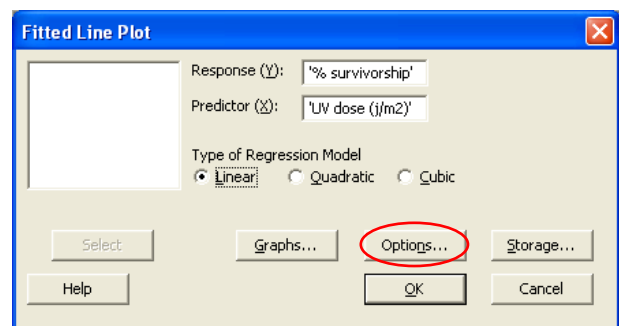 Fitted Line Plot
Response (Y): '% survivorship'
Predictor (X): 'UV dose (j/m2)'
Type of Regression Model
Linear Quadratic Cubic
Select Graphs... Options... Storage...
Help OK Cancel